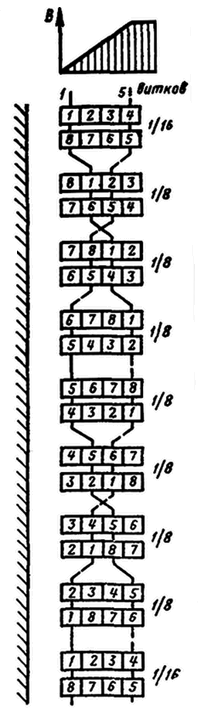 B
1 5 витков
1 2 3 4
1/16
8 7 6 5
8 1 2 3
1/8
7 6 5 4
7 8 1 2
1/8
6 5 4 3
6 7 8 1
1/8
5 4 3 2
5 6 7 8
1/8
4 3 2 1
4 5 6 7
1/8
3 2 1 8
3 4 5 6
1/8
2 1 8 7
2 3 4 5
1/8
1 8 7 6
1 2 3 4
1/16
8 7 6 5